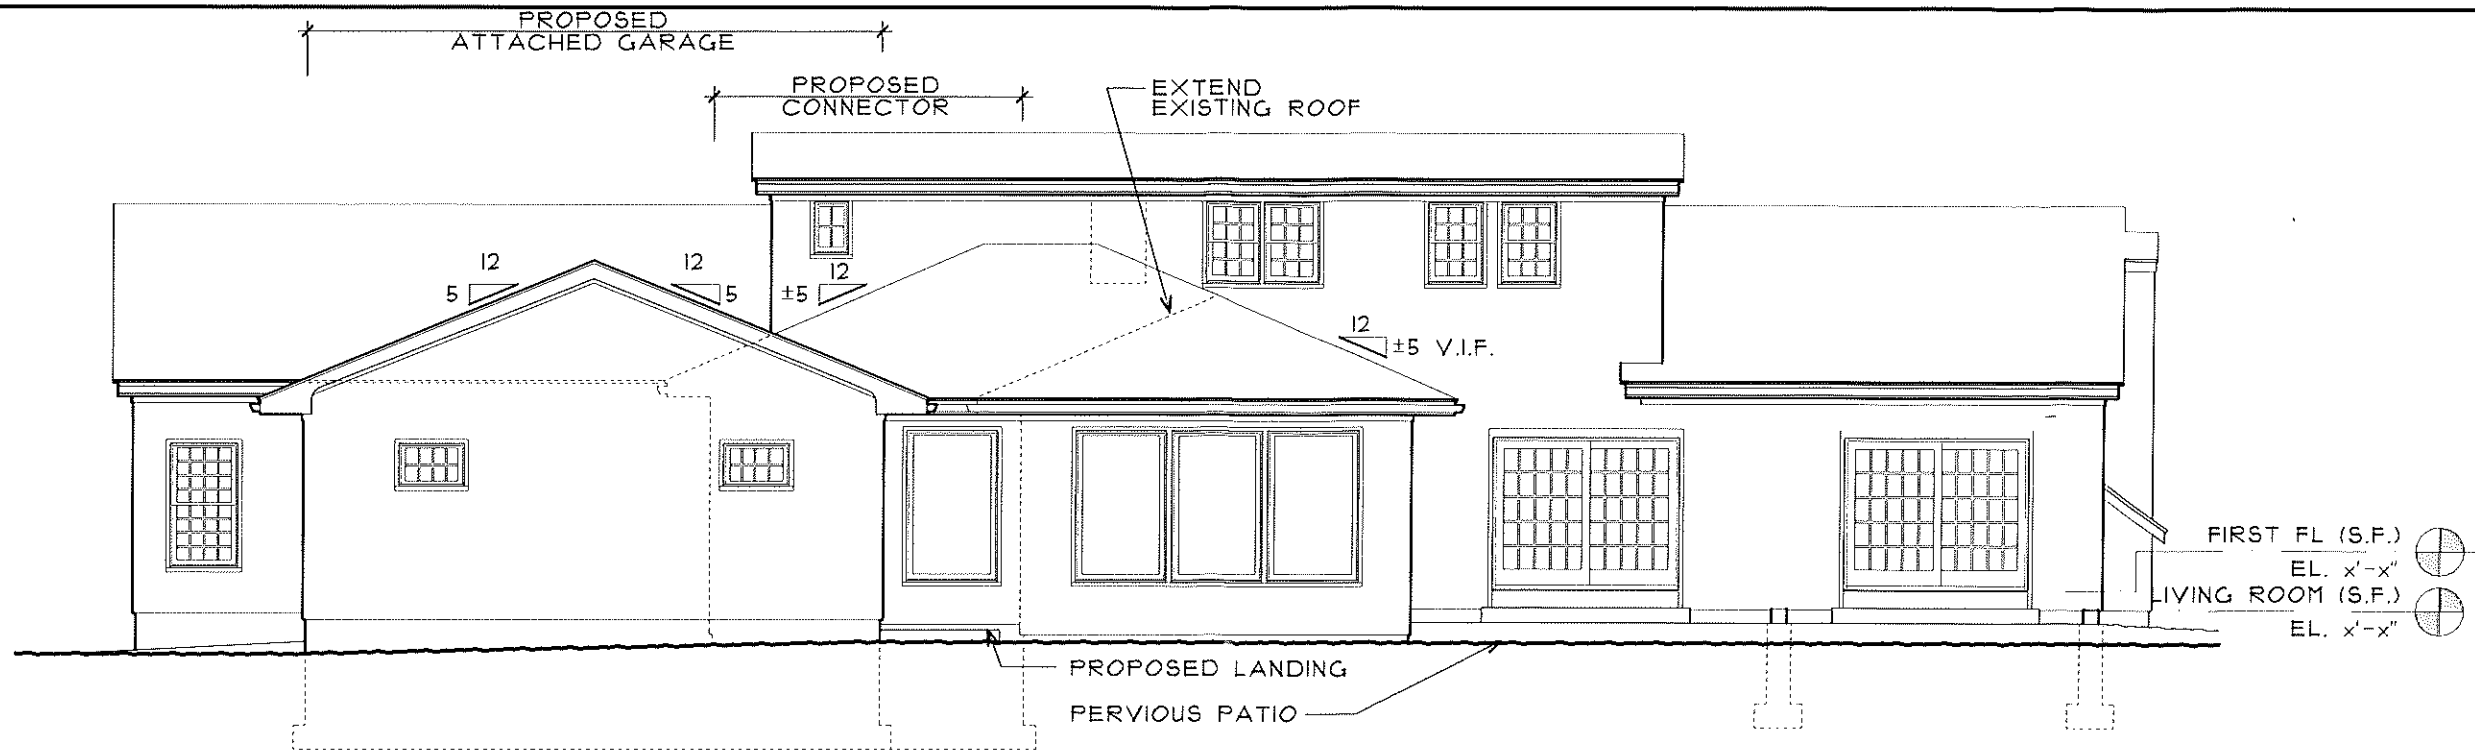 PROPOSED
ATTACHED GARAGE
PROPOSED
CONNECTOR
EXTEND
EXISTING ROOF
12
5
12
5
12
±5
12
±5 V.I.F.
FIRST FL (S.F.)
EL. x'-x"
LIVING ROOM (S.F.)
EL. x'-x"
PROPOSED LANDING
PERVIOUS PATIO